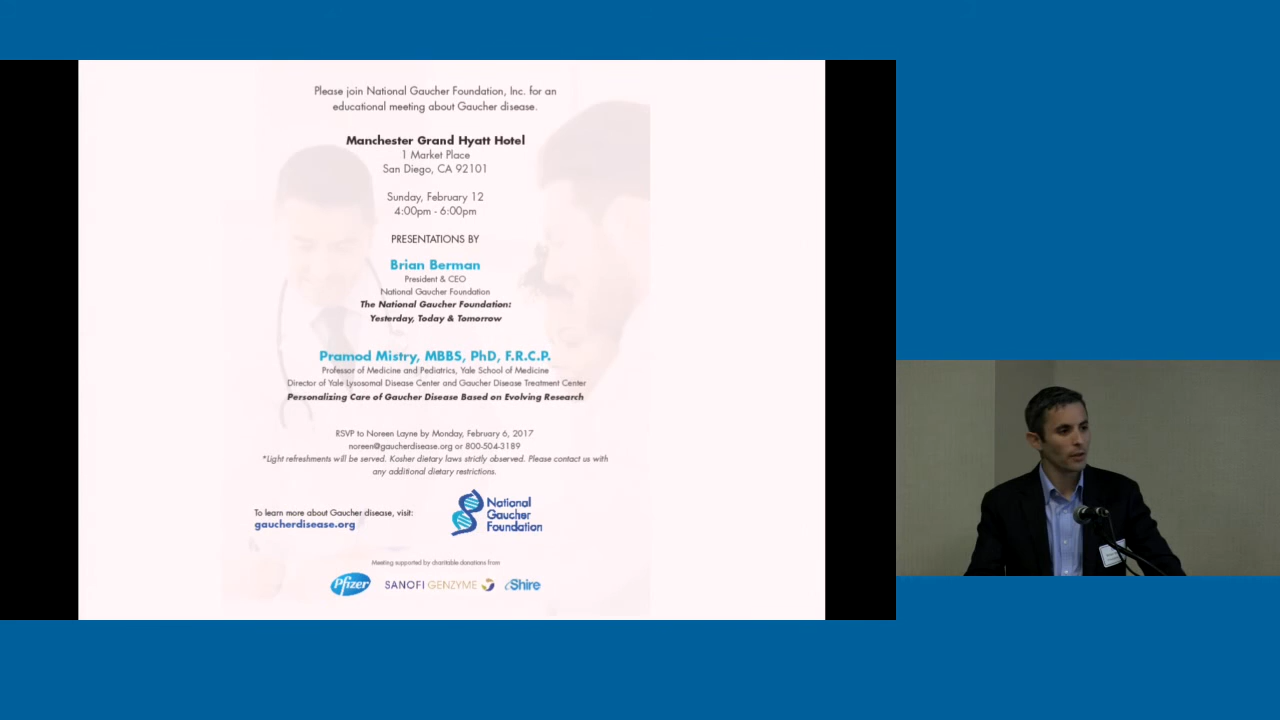 Please join National Gaucher Foundation, Inc. for an
educational meeting about Gaucher disease.
Manchester Grand Hyatt Hotel
1 Market Place
San Diego, CA 92101
Sunday, February 12
4:00pm - 6:00pm
PRESENTATIONS BY
Brian Berman
President & CEO
National Gaucher Foundation
The National Gaucher Foundation:
Yesterday, Today & Tomorrow
Pramod Mistry, MBBS, PhD, F.R.C.P.
Professor of Medicine and Pediatrics, Yale School of Medicine
Director of Yale Lysosomal Disease Center and Gaucher Disease Treatment Center
Personalizing Care of Gaucher Disease Based on Evolving Research
RSVP to Noreen Layne by Monday, February 6, 2017
noreen@gaucherdisease.org or 800-504-3189
*Light refreshments will be served. Kosher dietary laws strictly observed. Please contact us with
any additional dietary restrictions.
To learn more about Gaucher disease, visit:
gaucherdisease.org
National
Gaucher
Foundation
Meeting supported by charitable donations from
Pfizer
SANOFI GENZYME
Shire